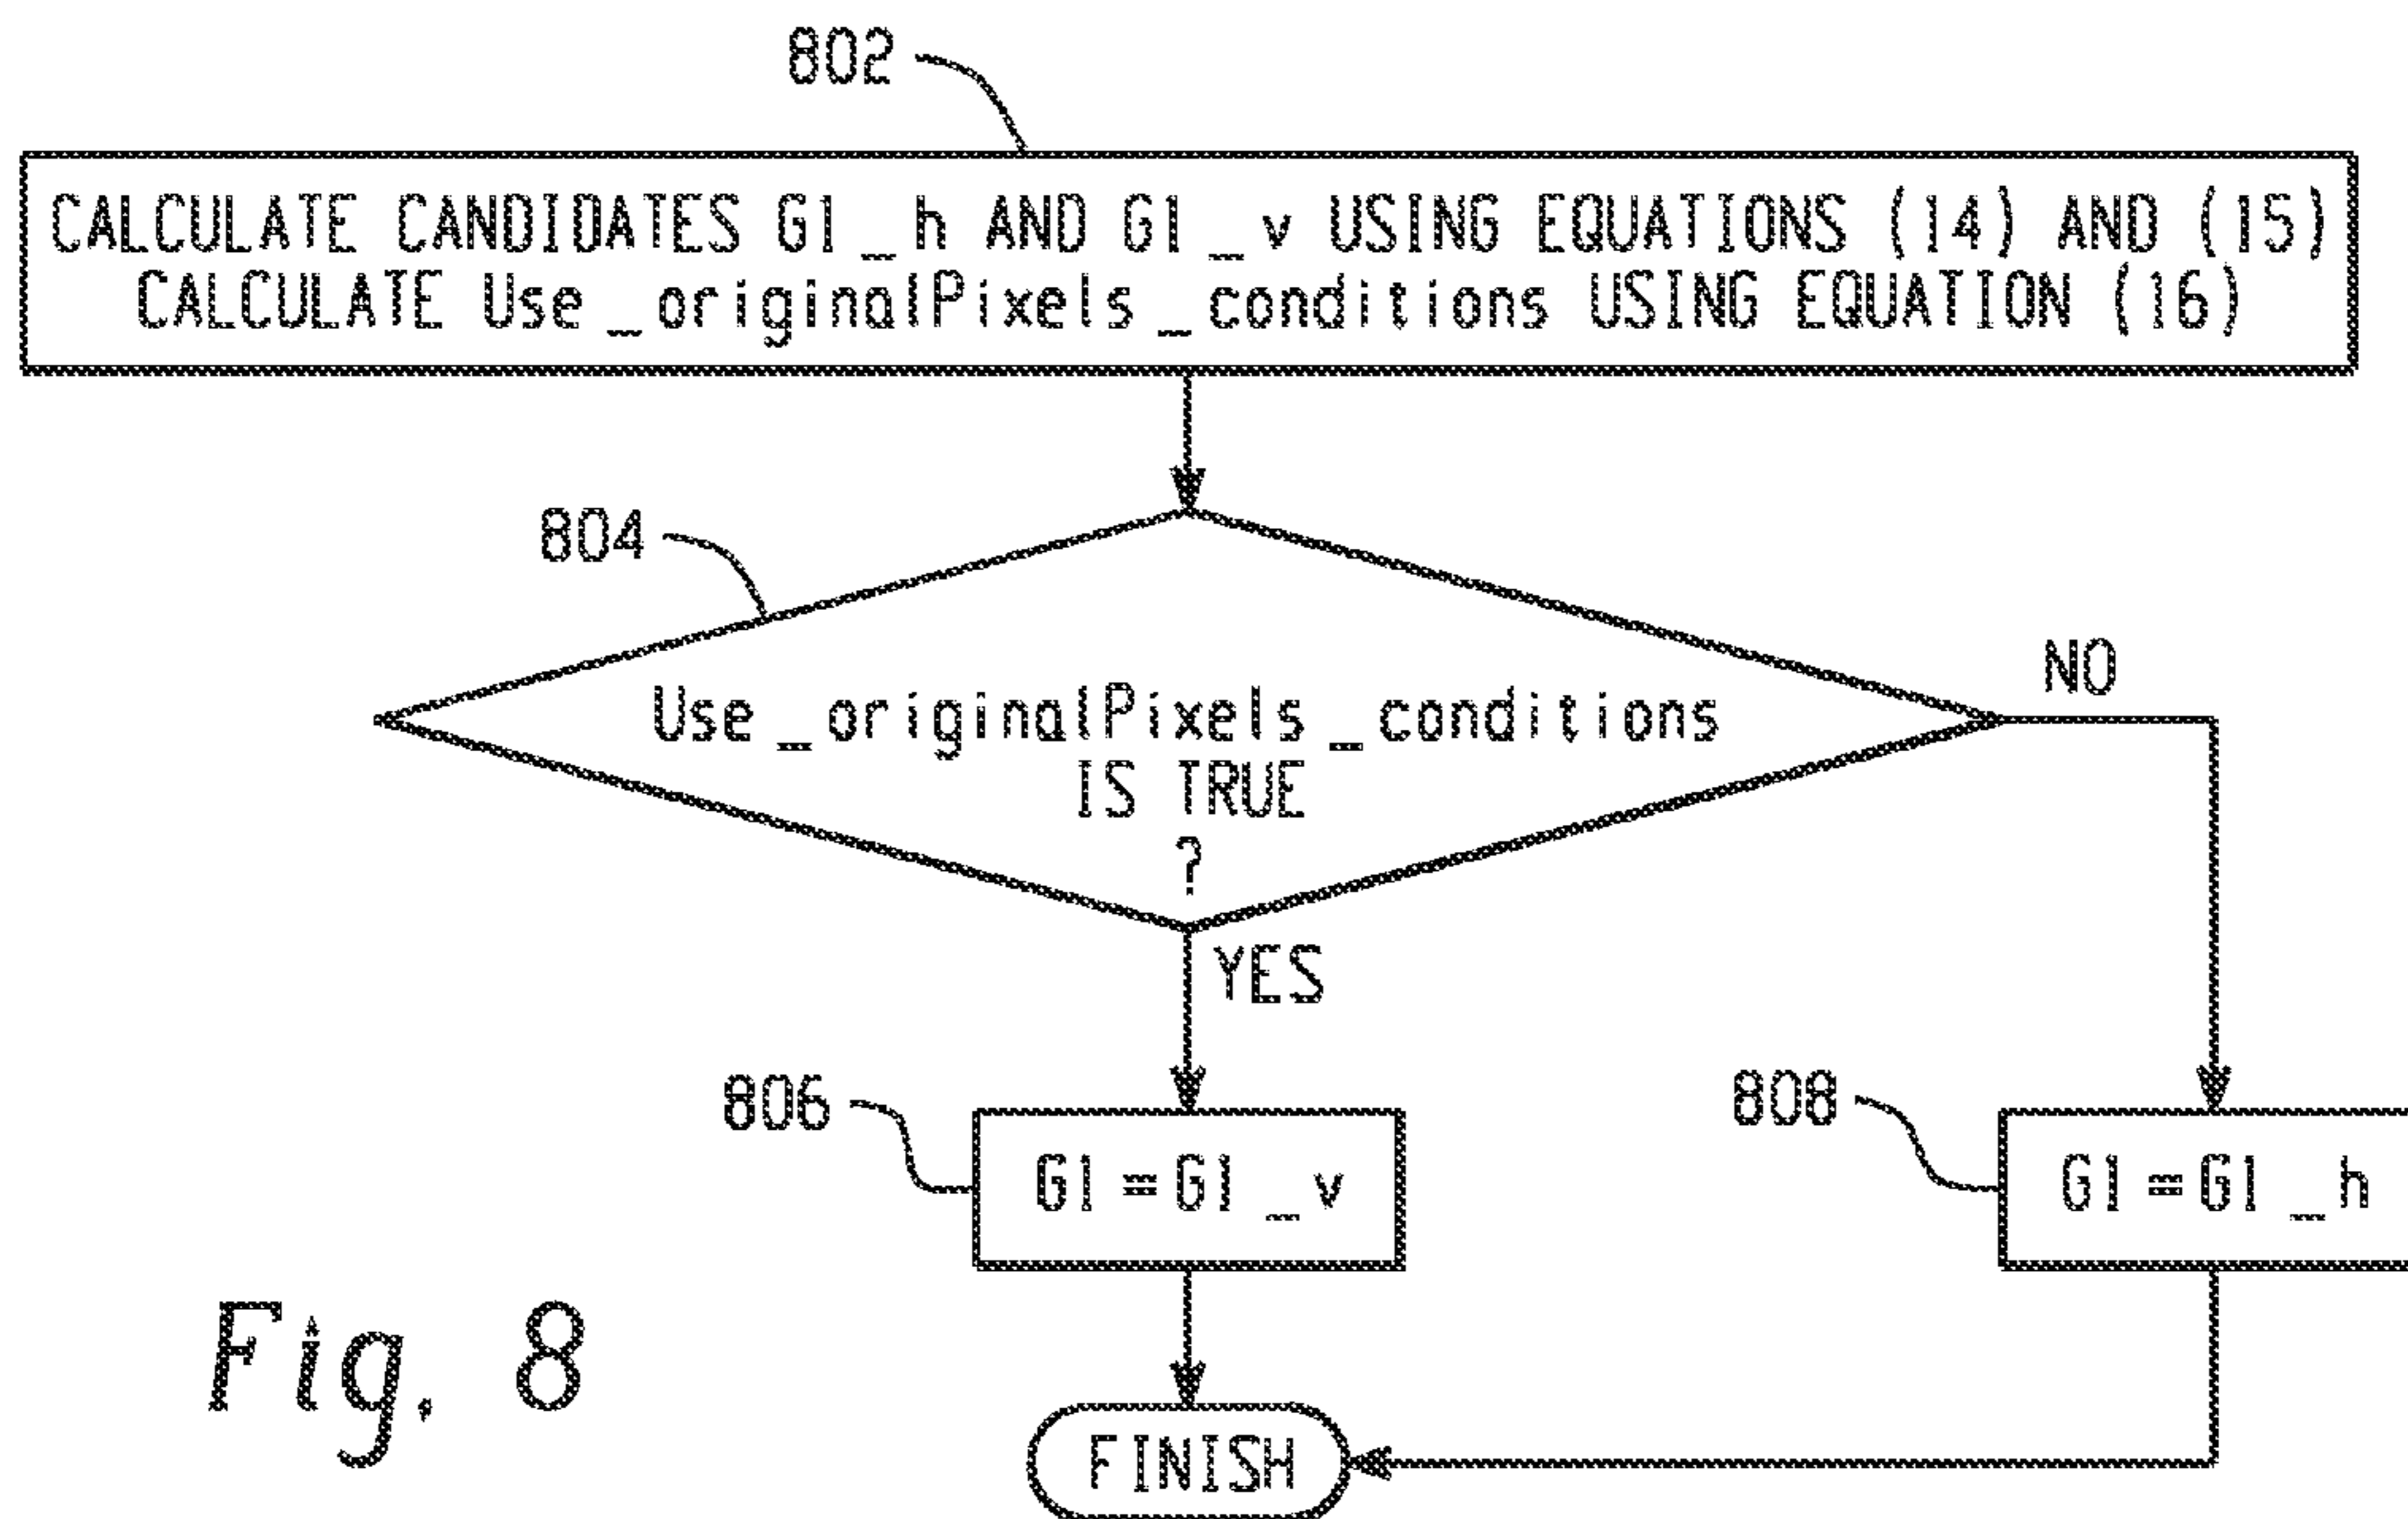 802
CALCULATE CANDIDATES G1_h AND G1_v USING EQUATIONS (14) AND (15)
CALCULATE Use_originalPixels_conditions USING EQUATION (16)
804
Use_originalPixels_conditions
IS TRUE
?
NO
YES
806
G1=G1_v
808
G1=G1_h
FINISH
Fig. 8